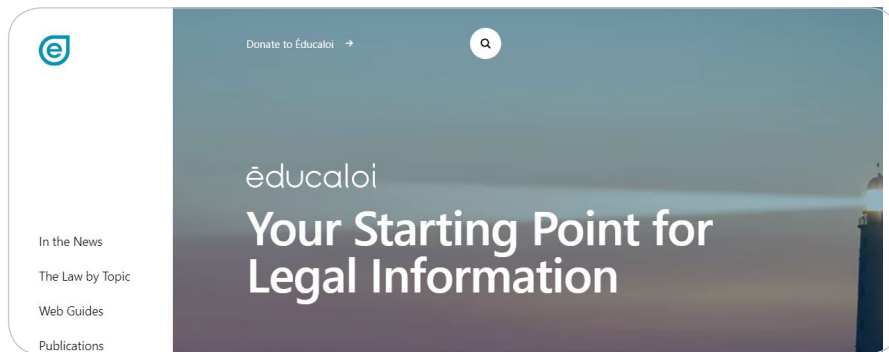 e
Donate to Éducaloi →
ēducaloi
Your Starting Point for
Legal Information
In the News
The Law by Topic
Web Guides
Publications